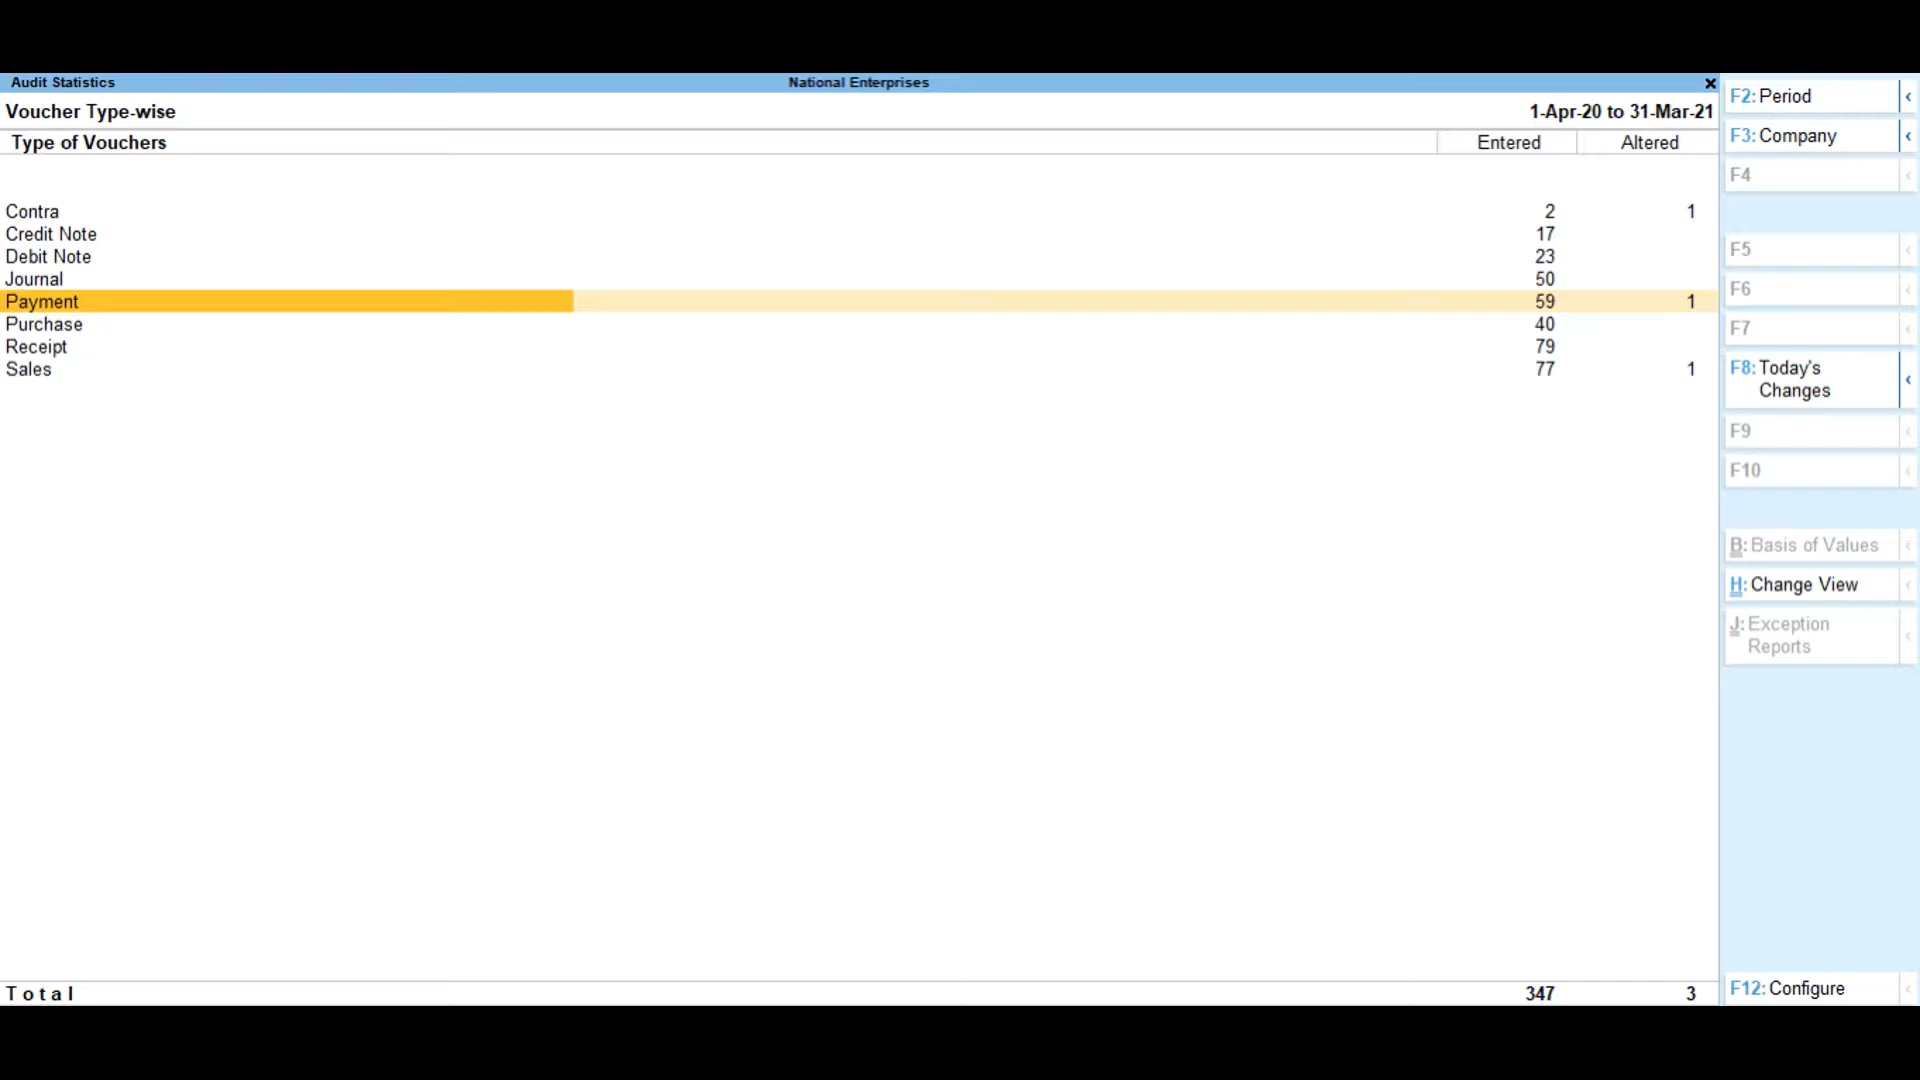 Audit Statistics National Enterprises x
Voucher Type-wise 1-Apr-20 to 31-Mar-21
Type of Vouchers Entered Altered
Contra 2 1
Credit Note 17
Debit Note 23
Journal 50
Payment 59 1
Purchase 40
Receipt 79
Sales 77 1
Total 347 3
F2: Period
F3: Company
F4
F5
F6
F7
F8: Today's
Changes
F9
F10
B: Basis of Values
H: Change View
J: Exception
Reports
F12: Configure